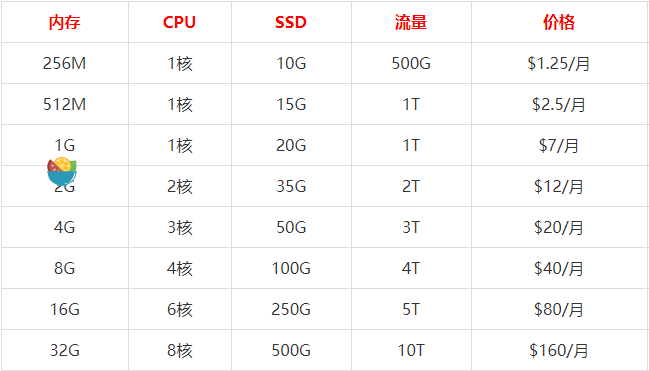 内存 CPU SSD 流量 价格
256M 1核 10G 500G $1.25/月
512M 1核 15G 1T $2.5/月
1G 1核 20G 1T $7/月
2G 2核 35G 2T $12/月
4G 3核 50G 3T $20/月
8G 4核 100G 4T $40/月
16G 6核 250G 5T $80/月
32G 8核 500G 10T $160/月